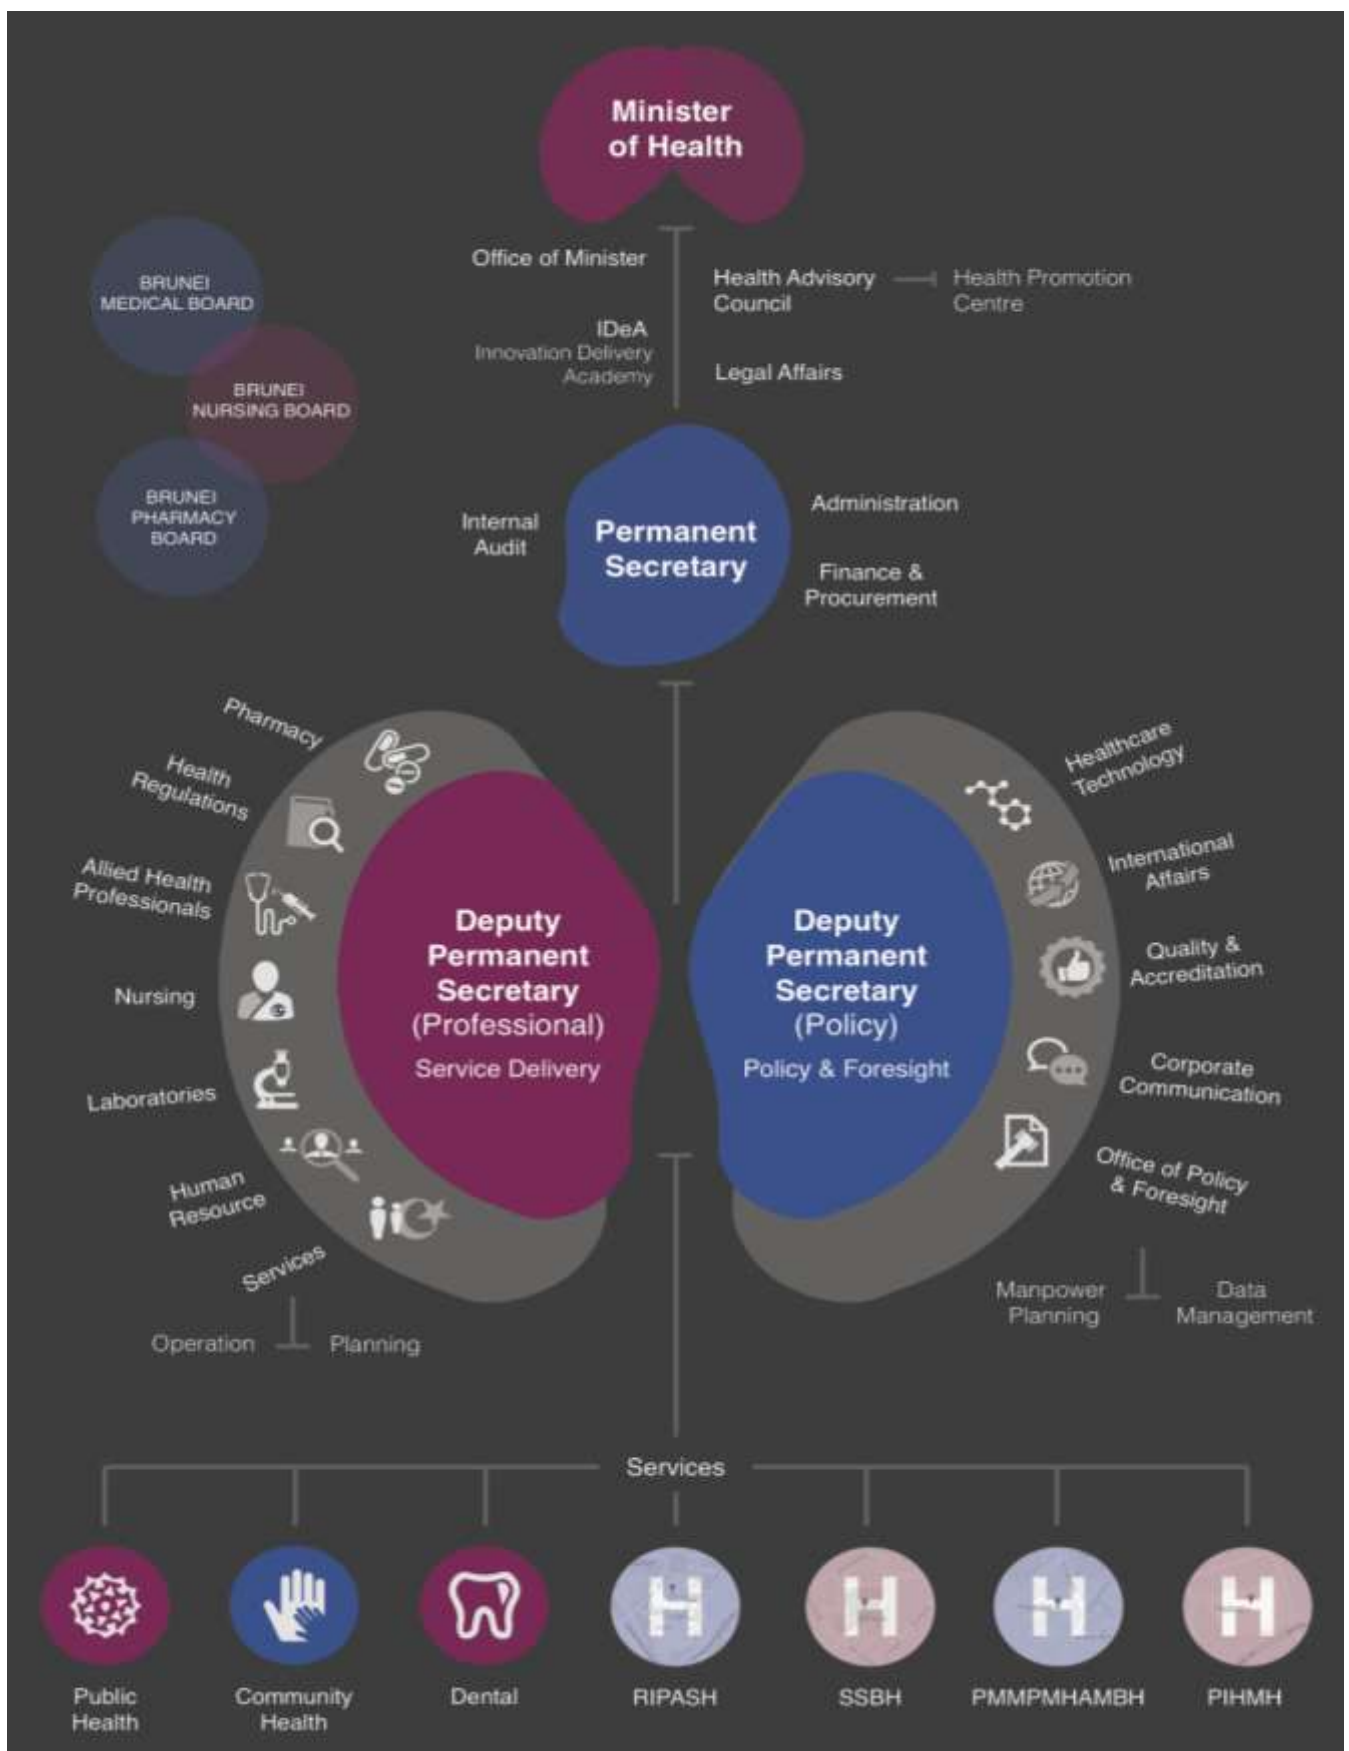 Minister
of Health
Office of Minister
IDeA
Innovation Delivery
Academy
Health Advisory
Council
Health Promotion
Centre
Legal Affairs
BRUNEI
MEDICAL BOARD
BRUNEI
NURSING BOARD
BRUNEI
PHARMACY
BOARD
Internal
Audit
Permanent
Secretary
Administration
Finance &
Procurement
Pharmacy
Health
Regulations
Allied Health
Professionals
Nursing
Laboratories
Human
Resource
Services
Operation
Planning
Deputy
Permanent
Secretary
(Professional)
Service Delivery
Deputy
Permanent
Secretary
(Policy)
Policy & Foresight
Healthcare
Technology
International
Affairs
Quality &
Accreditation
Corporate
Communication
Office of Policy
& Foresight
Manpower
Planning
Data
Management
Services
Public
Health
Community
Health
Dental
H
RIPASH
H
SSBH
H
PMMPMHAMBH
H
PIHMH